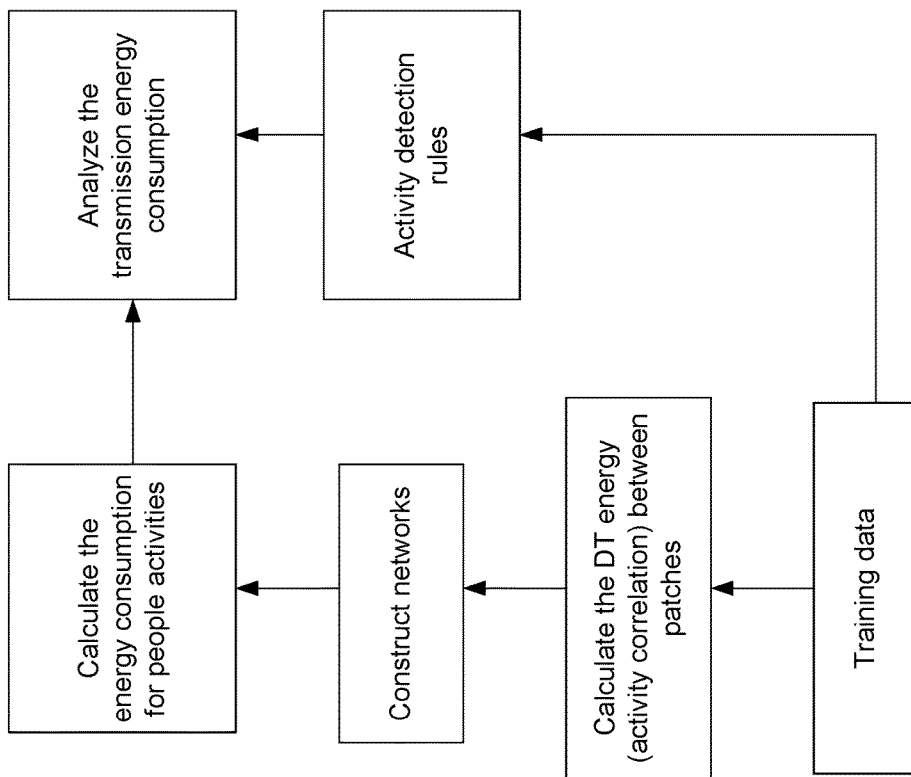 Training data
Calculate the DT energy
(activity correlation) between
patches
Construct networks
Calculate the
energy consumption
for people activities
Activity detection
rules
Analyze the
transmission energy
consumption